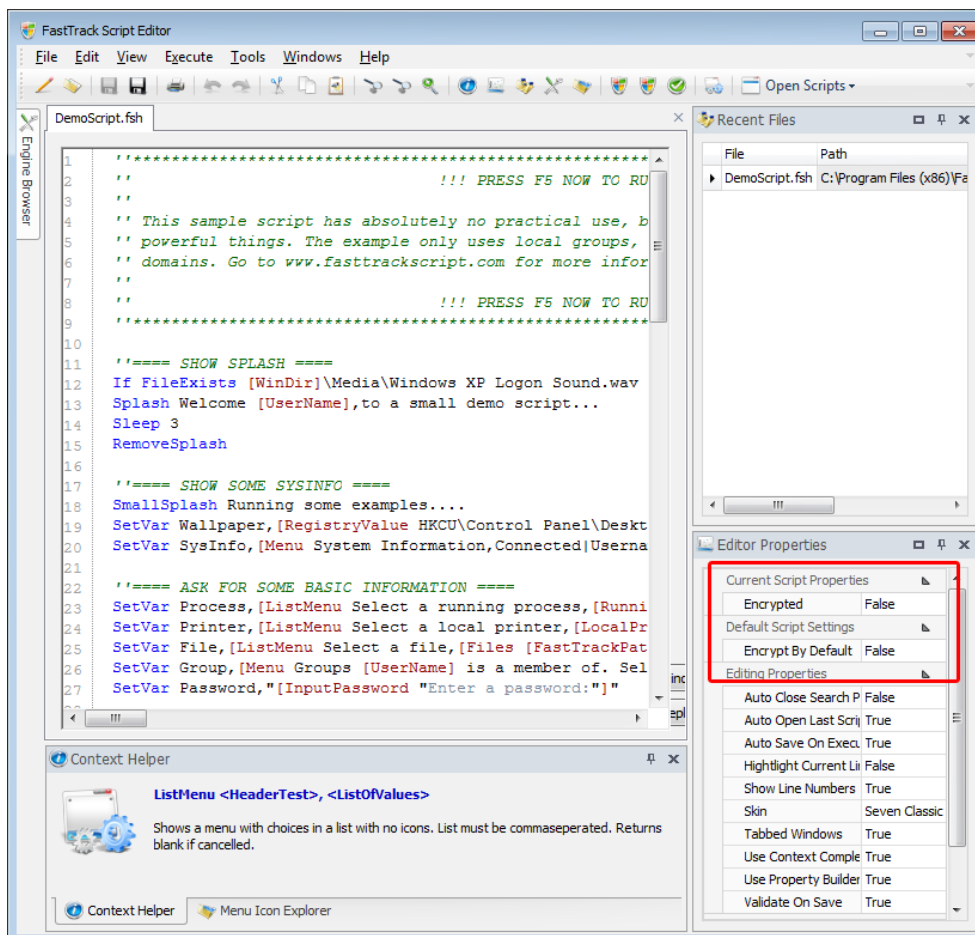 FastTrack Script Editor
File Edit View Execute Tools Windows Help
Open Scripts
Engine Browser
DemoScript.fsh
1 ''*******************************************************
2 '' !!! PRESS F5 NOW TO RU
3 ''
4 '' This sample script has absolutely no practical use, b
5 '' powerful things. The example only uses local groups,
6 '' domains. Go to www.fasttrackscript.com for more infor
7 ''
8 '' !!! PRESS F5 NOW TO RU
9 ''*******************************************************
10
11 ''==== SHOW SPLASH ====
12 If FileExists [WinDir]\Media\Windows XP Logon Sound.wav
13 Splash Welcome [UserName],to a small demo script...
14 Sleep 3
15 RemoveSplash
16
17 ''==== SHOW SOME SYSINFO ====
18 SmallSplash Running some examples....
19 SetVar Wallpaper,[RegistryValue HKCU\Control Panel\Deskt
20 SetVar SysInfo,[Menu System Information,Connected|Userna
21
22 ''==== ASK FOR SOME BASIC INFORMATION ====
23 SetVar Process,[ListMenu Select a running process,[Runni
24 SetVar Printer,[ListMenu Select a local printer,[LocalPr
25 SetVar File,[ListMenu Select a file,[Files [FastTrackPat
26 SetVar Group,[Menu Groups [UserName] is a member of. Sel
27 SetVar Password,"[InputPassword "Enter a password:"]"
Recent Files
File Path
DemoScript.fsh C:\Program Files (x86)\Fa
Editor Properties
Current Script Properties
Encrypted False
Default Script Settings
Encrypt By Default False
Editing Properties
Auto Close Search P False
Auto Open Last Scri True
Auto Save On Execu True
Hightlight Current Li False
Show Line Numbers True
Skin Seven Classic
Tabbed Windows True
Use Context Comple True
Use Property Builder True
Validate On Save True
Context Helper
ListMenu <HeaderTest>, <ListOfValues>
Shows a menu with choices in a list with no icons. List must be commaseperated. Returns
blank if cancelled.
Context Helper Menu Icon Explorer